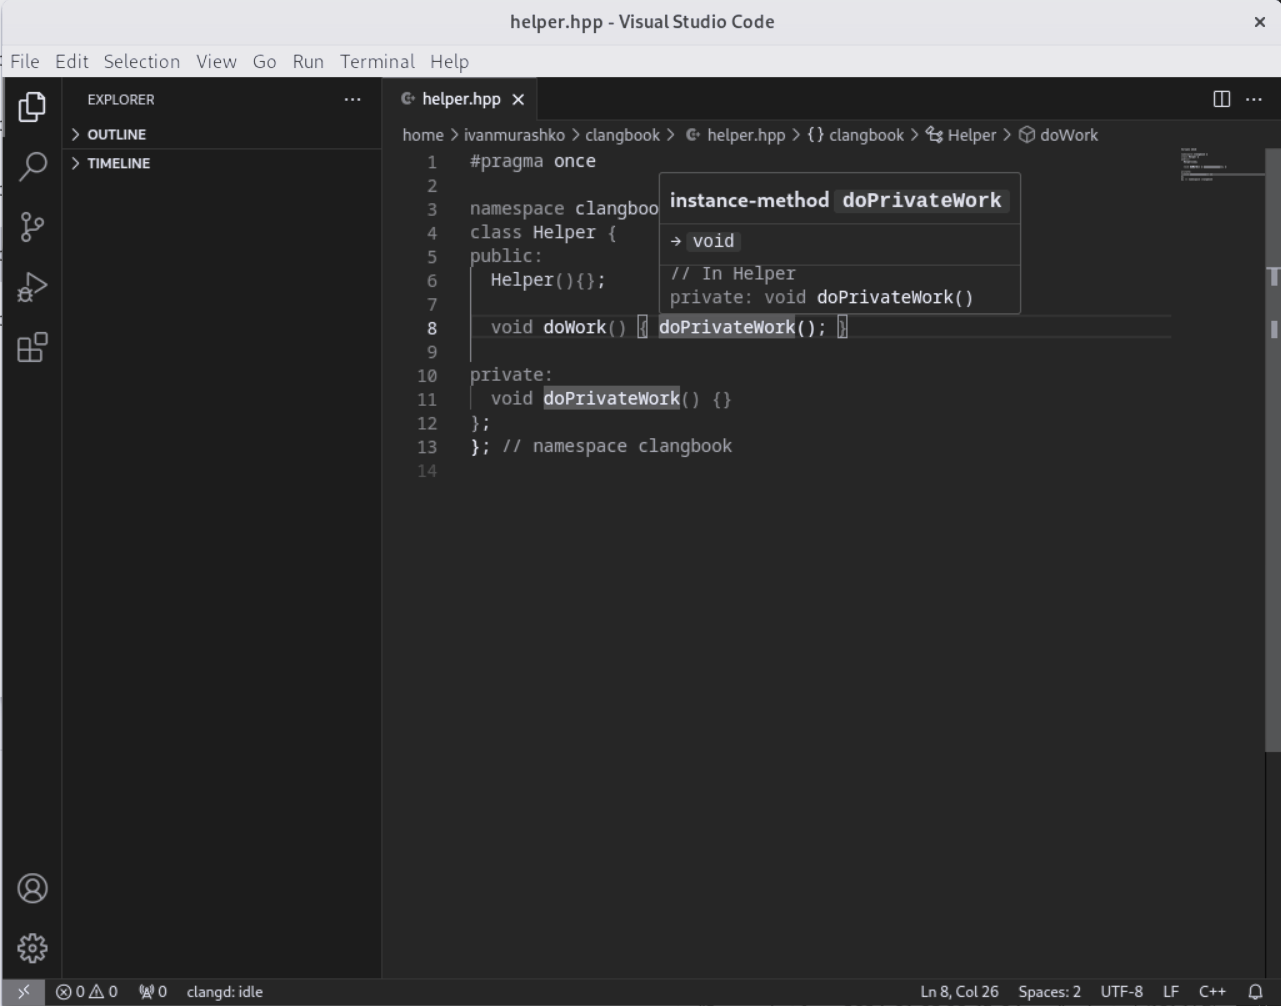 helper.hpp - Visual Studio Code
File Edit Selection View Go Run Terminal Help
EXPLORER
OUTLINE
TIMELINE
helper.hpp
home > ivanmurashko > clangbook > helper.hpp > {} clangbook > Helper > doWork
1 #pragma once
2
3 namespace clangboo
4 class Helper {
5 public:
6 Helper(){};
7
8 void doWork() { doPrivateWork(); }
9
10 private:
11 void doPrivateWork() {}
12 };
13 }; // namespace clangbook
14
instance-method doPrivateWork
→ void
// In Helper
private: void doPrivateWork()
0 0 0 clangd: idle
Ln 8, Col 26 Spaces: 2 UTF-8 LF C++